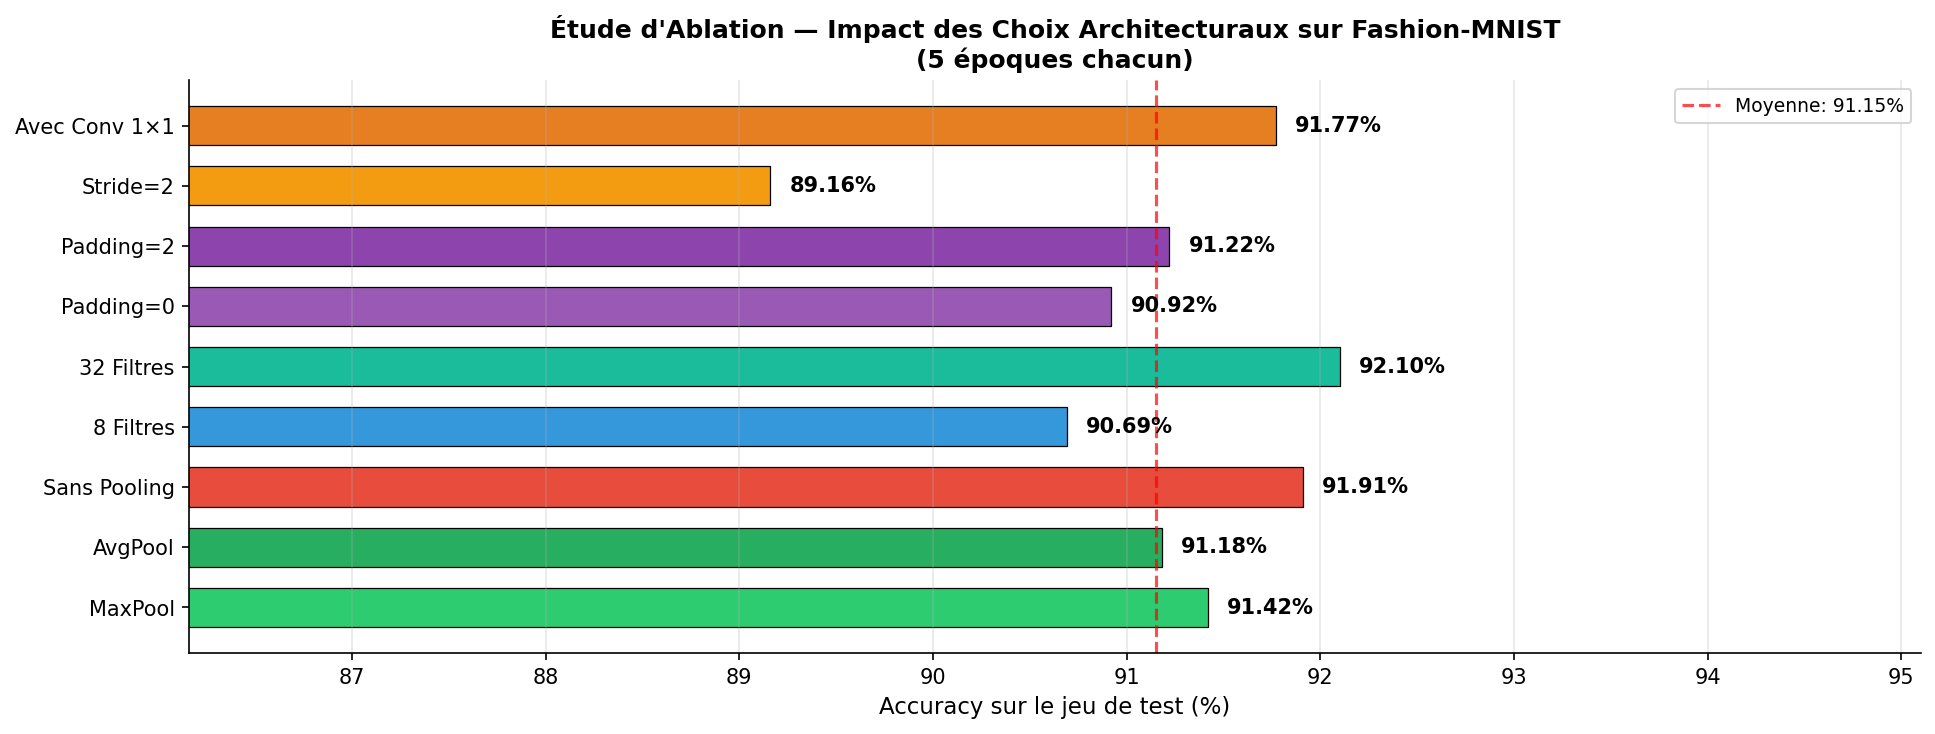 Étude d'Ablation — Impact des Choix Architecturaux sur Fashion-MNIST
(5 époques chacun)
Moyenne: 91.15%
Avec Conv 1×1 91.77%
Stride=2 89.16%
Padding=2 91.22%
Padding=0 90.92%
32 Filtres 92.10%
8 Filtres 90.69%
Sans Pooling 91.91%
AvgPool 91.18%
MaxPool 91.42%
87 88 89 90 91 92 93 94 95
Accuracy sur le jeu de test (%)